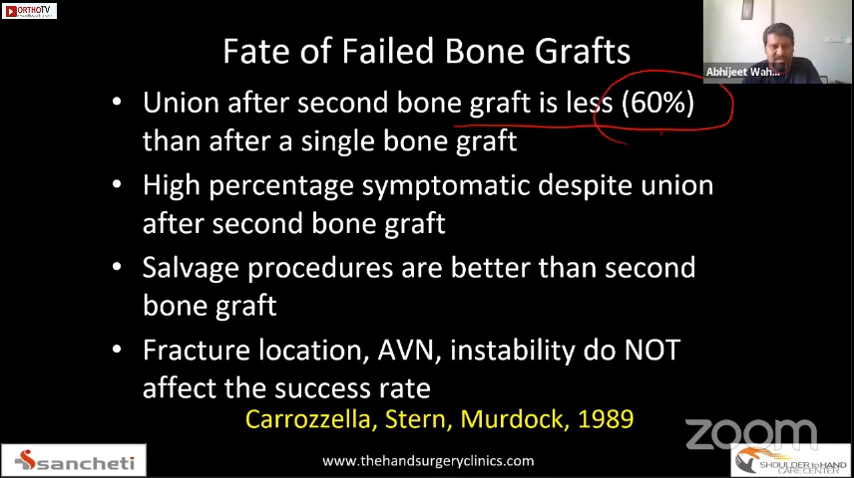 ORTHOTV
Fate of Failed Bone Grafts
Abhijeet Wah...
• Union after second bone graft is less (60%)
than after a single bone graft
• High percentage symptomatic despite union
after second bone graft
• Salvage procedures are better than second
bone graft
• Fracture location, AVN, instability do NOT
affect the success rate
Carrozzella, Stern, Murdock, 1989
zoom
sancheti
www.thehandsurgeryclinics.com
SHOULDER to HAND
CARE CENTER